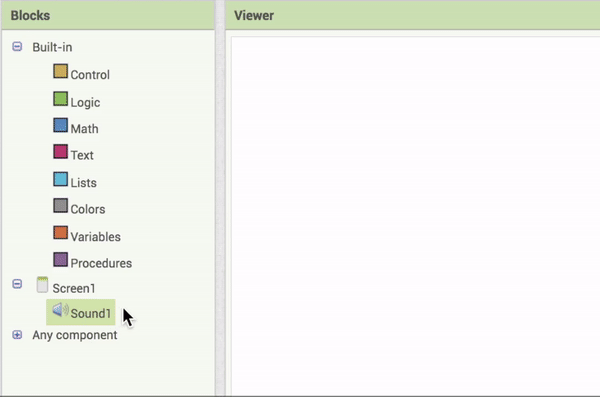 Blocks
Viewer
Built-in
Control
Logic
Math
Text
Lists
Colors
Variables
Procedures
Screen1
Sound1
Any component